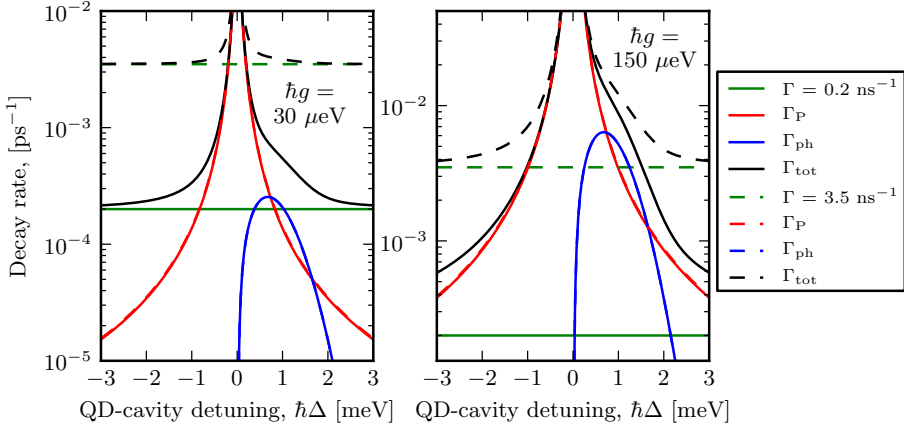 10⁻²
10⁻³
10⁻⁴
10⁻⁵
Decay rate, [ps⁻¹]
ħg =
30 μeV
−3 −2 −1 0 1 2 3
QD-cavity detuning, ħΔ [meV]
10⁻²
10⁻³
ħg =
150 μeV
−3 −2 −1 0 1 2 3
QD-cavity detuning, ħΔ [meV]
Γ = 0.2 ns⁻¹
Γ_P
Γ_ph
Γ_tot
Γ = 3.5 ns⁻¹
Γ_P
Γ_ph
Γ_tot